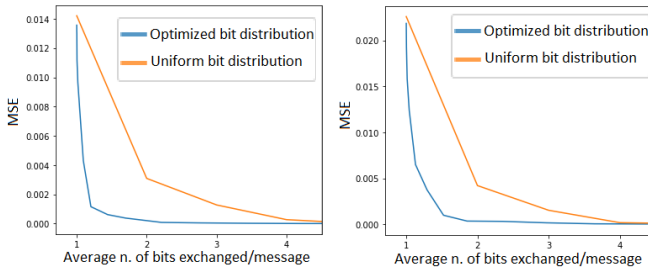 0.014
0.012
0.010
0.008
0.006
0.004
0.002
0.000
MSE
Optimized bit distribution
Uniform bit distribution
1 2 3 4
Average n. of bits exchanged/message
0.020
0.015
0.010
0.005
0.000
MSE
Optimized bit distribution
Uniform bit distribution
1 2 3 4
Average n. of bits exchanged/message